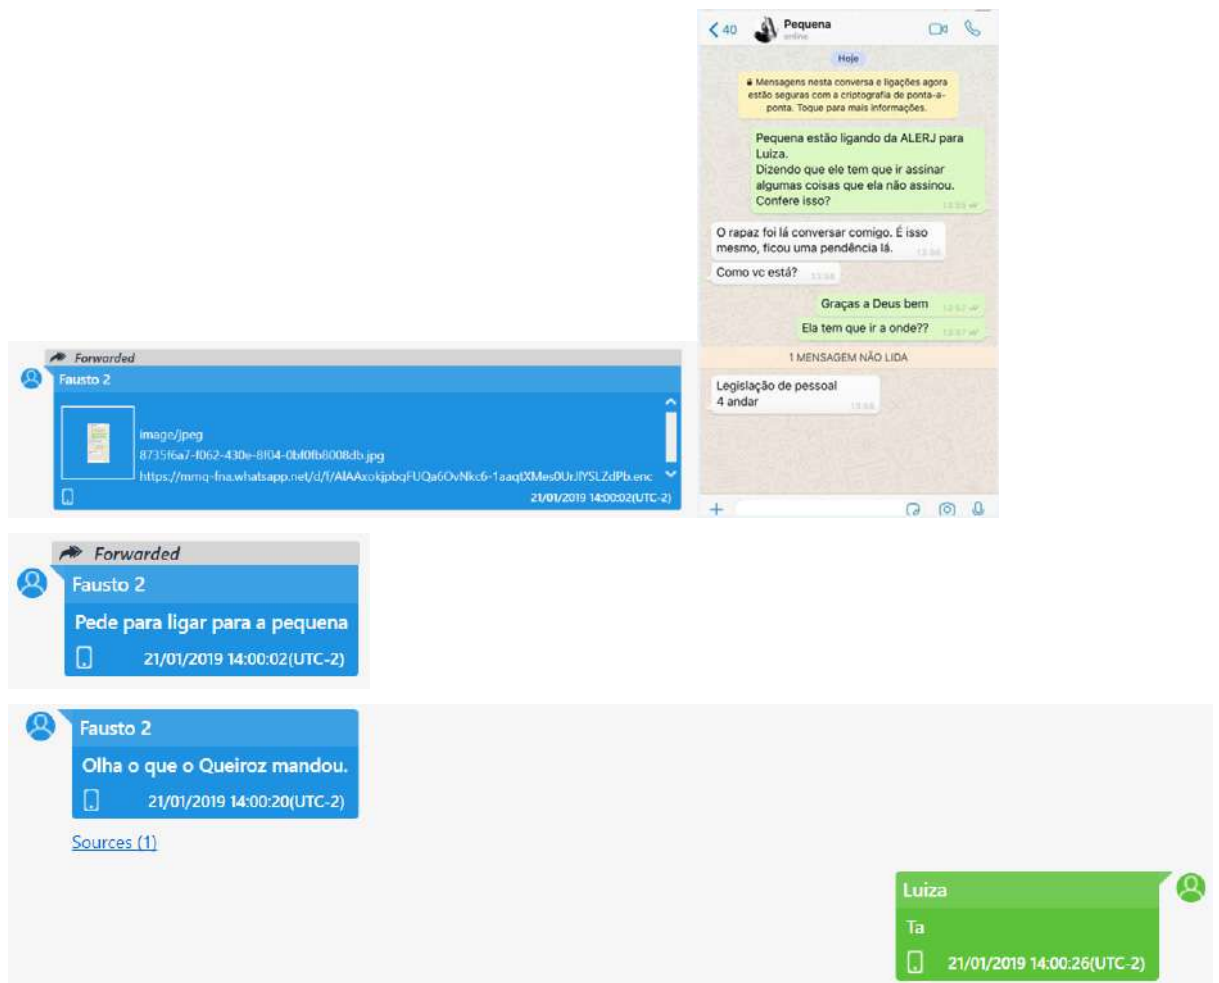 40
Pequena
online
Hoje
Mensagens nesta conversa e ligações agora
estão seguras com a criptografia de ponta-a-
ponta. Toque para mais informações.
Pequena estão ligando da ALERJ para
Luiza.
Dizendo que ele tem que ir assinar
algumas coisas que ela não assinou.
Confere isso?
O rapaz foi lá conversar comigo. É isso
mesmo, ficou uma pendência lá.
Como vc está?
Graças a Deus bem
Ela tem que ir a onde??
1 MENSAGEM NÃO LIDA
Legislação de pessoal
4 andar
Forwarded
Fausto 2
image/jpeg
8735f6a7-f062-430e-8f04-0bf0fb8008db.jpg
21/01/2019 14:00:02(UTC-2)
Forwarded
Fausto 2
Pede para ligar para a pequena
21/01/2019 14:00:02(UTC-2)
Fausto 2
Olha o que o Queiroz mandou.
21/01/2019 14:00:20(UTC-2)
Sources (1)
Luiza
Ta
21/01/2019 14:00:26(UTC-2)